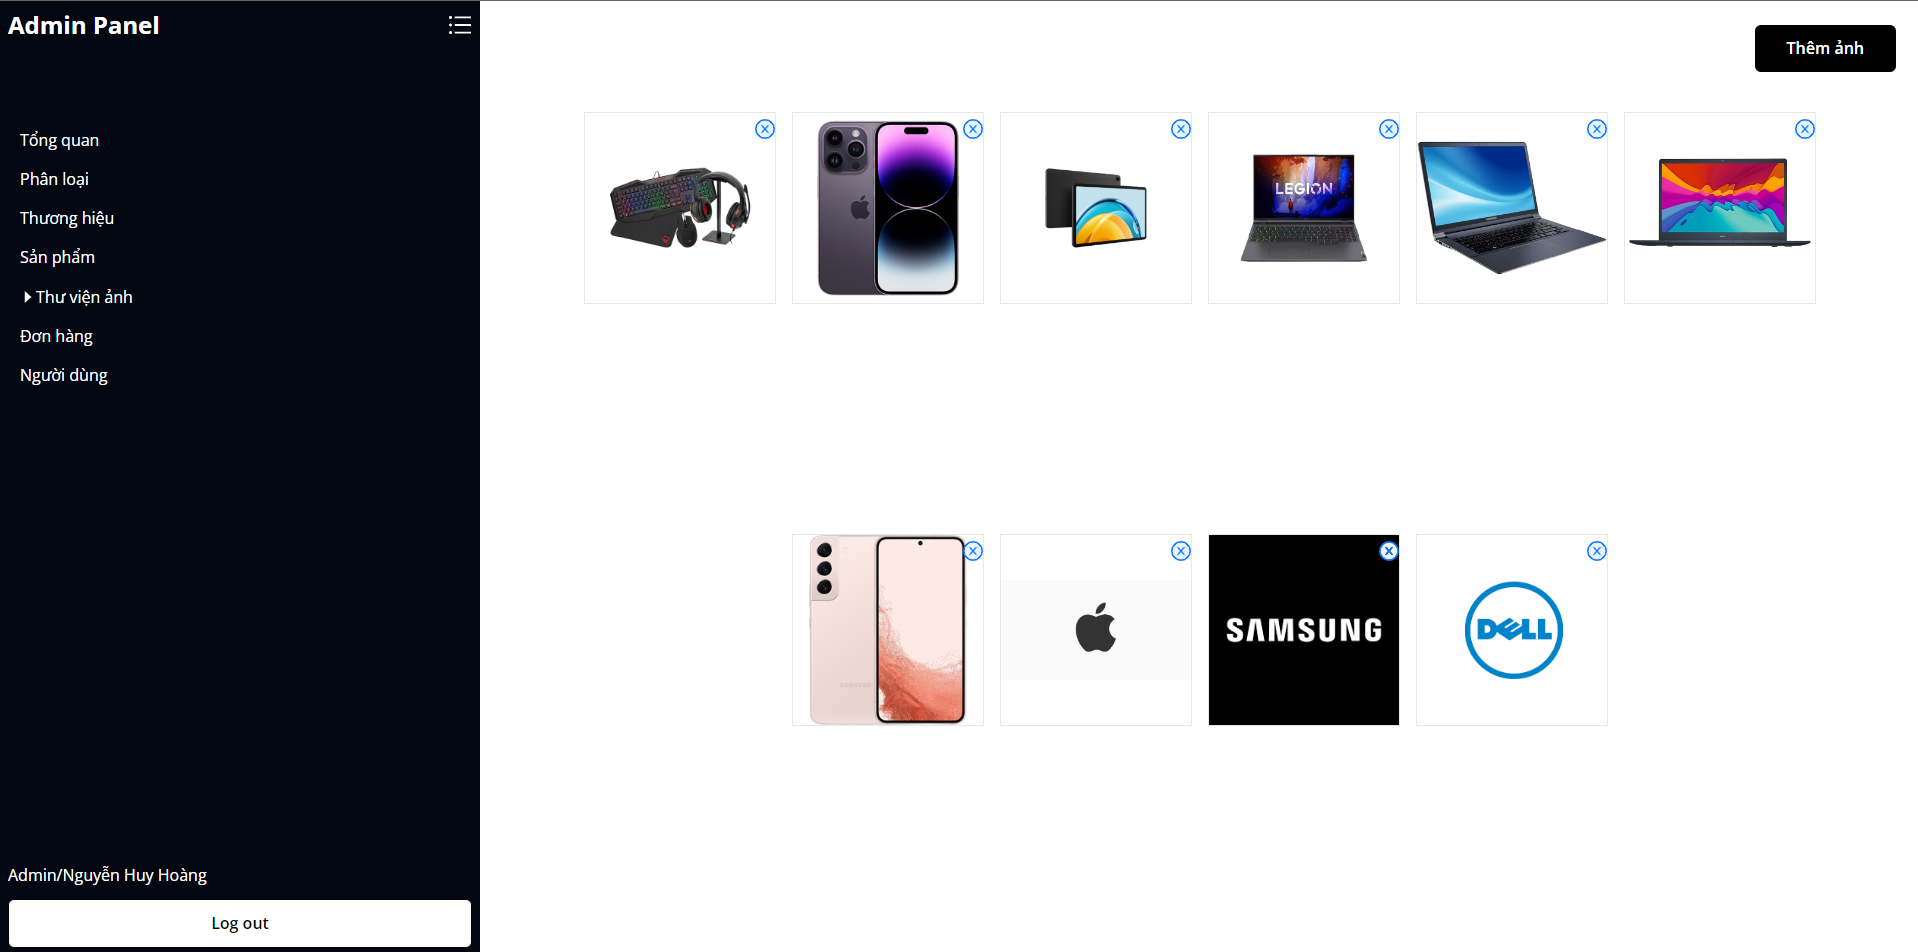 Admin Panel
Thêm ảnh
Tổng quan
Phân loại
Thương hiệu
Sản phẩm
Thư viện ảnh
Đơn hàng
Người dùng
LEGION
SAMSUNG
SAMSUNG
DELL
Admin/Nguyễn Huy Hoàng
Log out